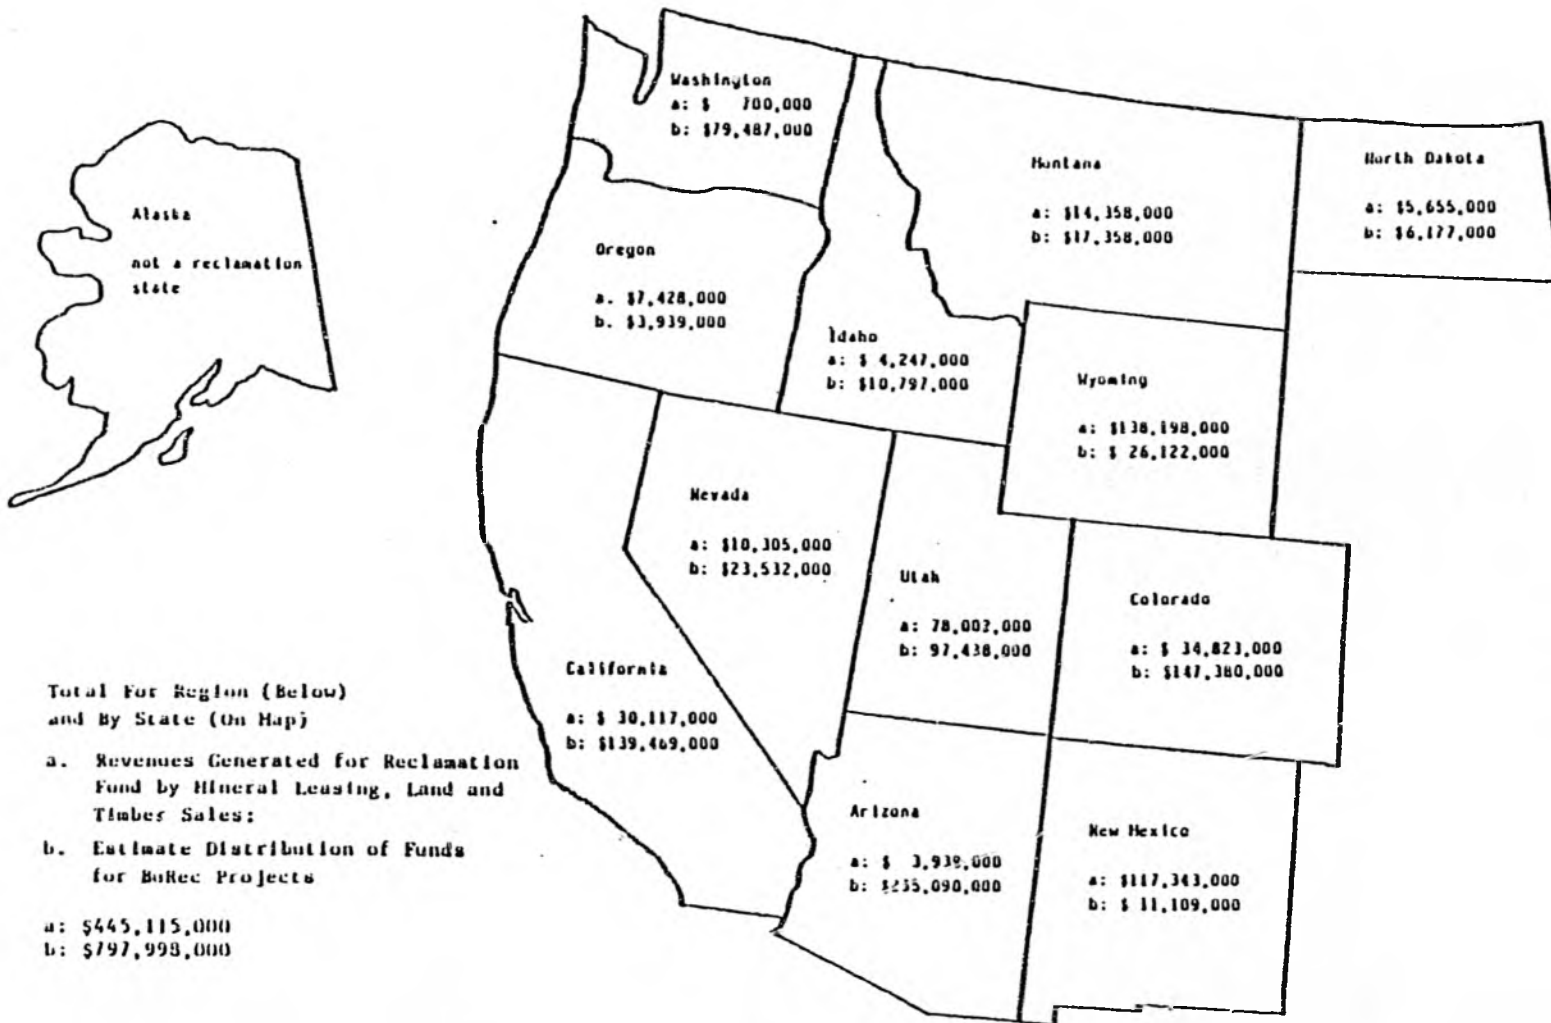 Washington
a: $ 700,000
b: $79,487,000
Montana
a: $14,358,000
b: $17,358,000
North Dakota
a: $5,655,000
b: $6,177,000
Alaska
not a reclamation
state
Oregon
a. $7,428,000
b. $3,939,000
Idaho
a: $ 4,247,000
b: $10,797,000
Wyoming
a: $138,198,000
b: $ 26,122,000
Nevada
a: $10,305,000
b: $23,532,000
Utah
a: 78,002,000
b: 97,438,000
Colorado
a: $ 34,823,000
b: $147,380,000
California
a: $ 30,117,000
b: $139,469,000
Arizona
a: $ 3,939,000
b: $235,090,000
New Mexico
a: $117,343,000
b: $ 11,109,000
Total For Region (Below)
and By State (On Map)
a. Revenues Generated for Reclamation
Fund by Mineral Leasing, Land and
Timber Sales:
b. Estimate Distribution of Funds
for BuRec Projects
a: $445,115,000
b: $797,998,000